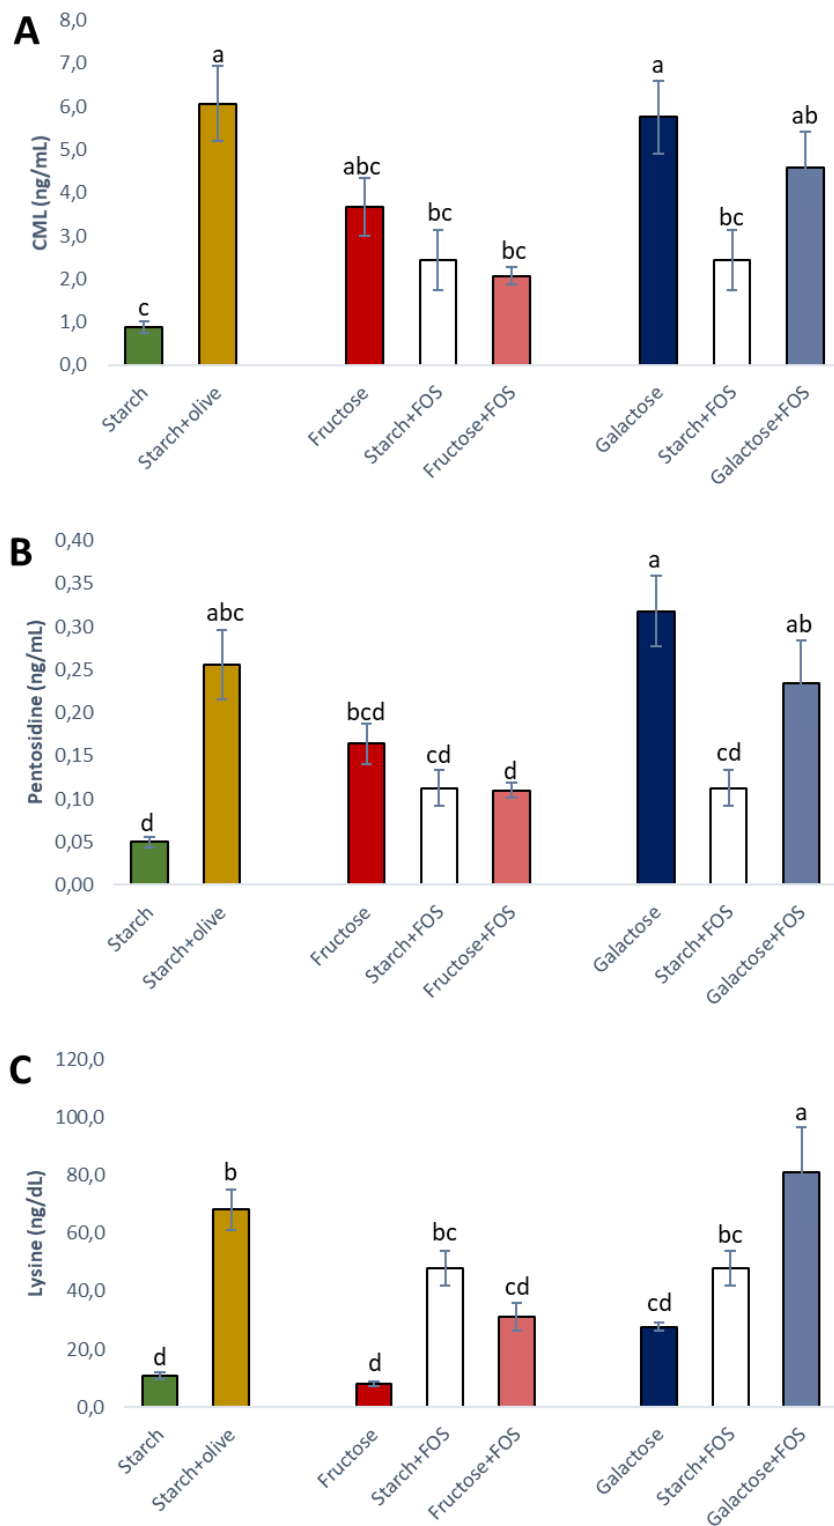 A
CML (ng/mL)
8,0
7,0
6,0
5,0
4,0
3,0
2,0
1,0
0,0
c
a
abc
bc
bc
a
bc
ab
Starch
Starch+olive
Fructose
Starch+FOS
Fructose+FOS
Galactose
Starch+FOS
Galactose+FOS
B
Pentosidine (ng/mL)
0,40
0,35
0,30
0,25
0,20
0,15
0,10
0,05
0,00
d
abc
bcd
cd
d
a
cd
ab
Starch
Starch+olive
Fructose
Starch+FOS
Fructose+FOS
Galactose
Starch+FOS
Galactose+FOS
C
Lysine (ng/dL)
120,0
100,0
80,0
60,0
40,0
20,0
0,0
d
b
d
bc
cd
cd
bc
a
Starch
Starch+olive
Fructose
Starch+FOS
Fructose+FOS
Galactose
Starch+FOS
Galactose+FOS